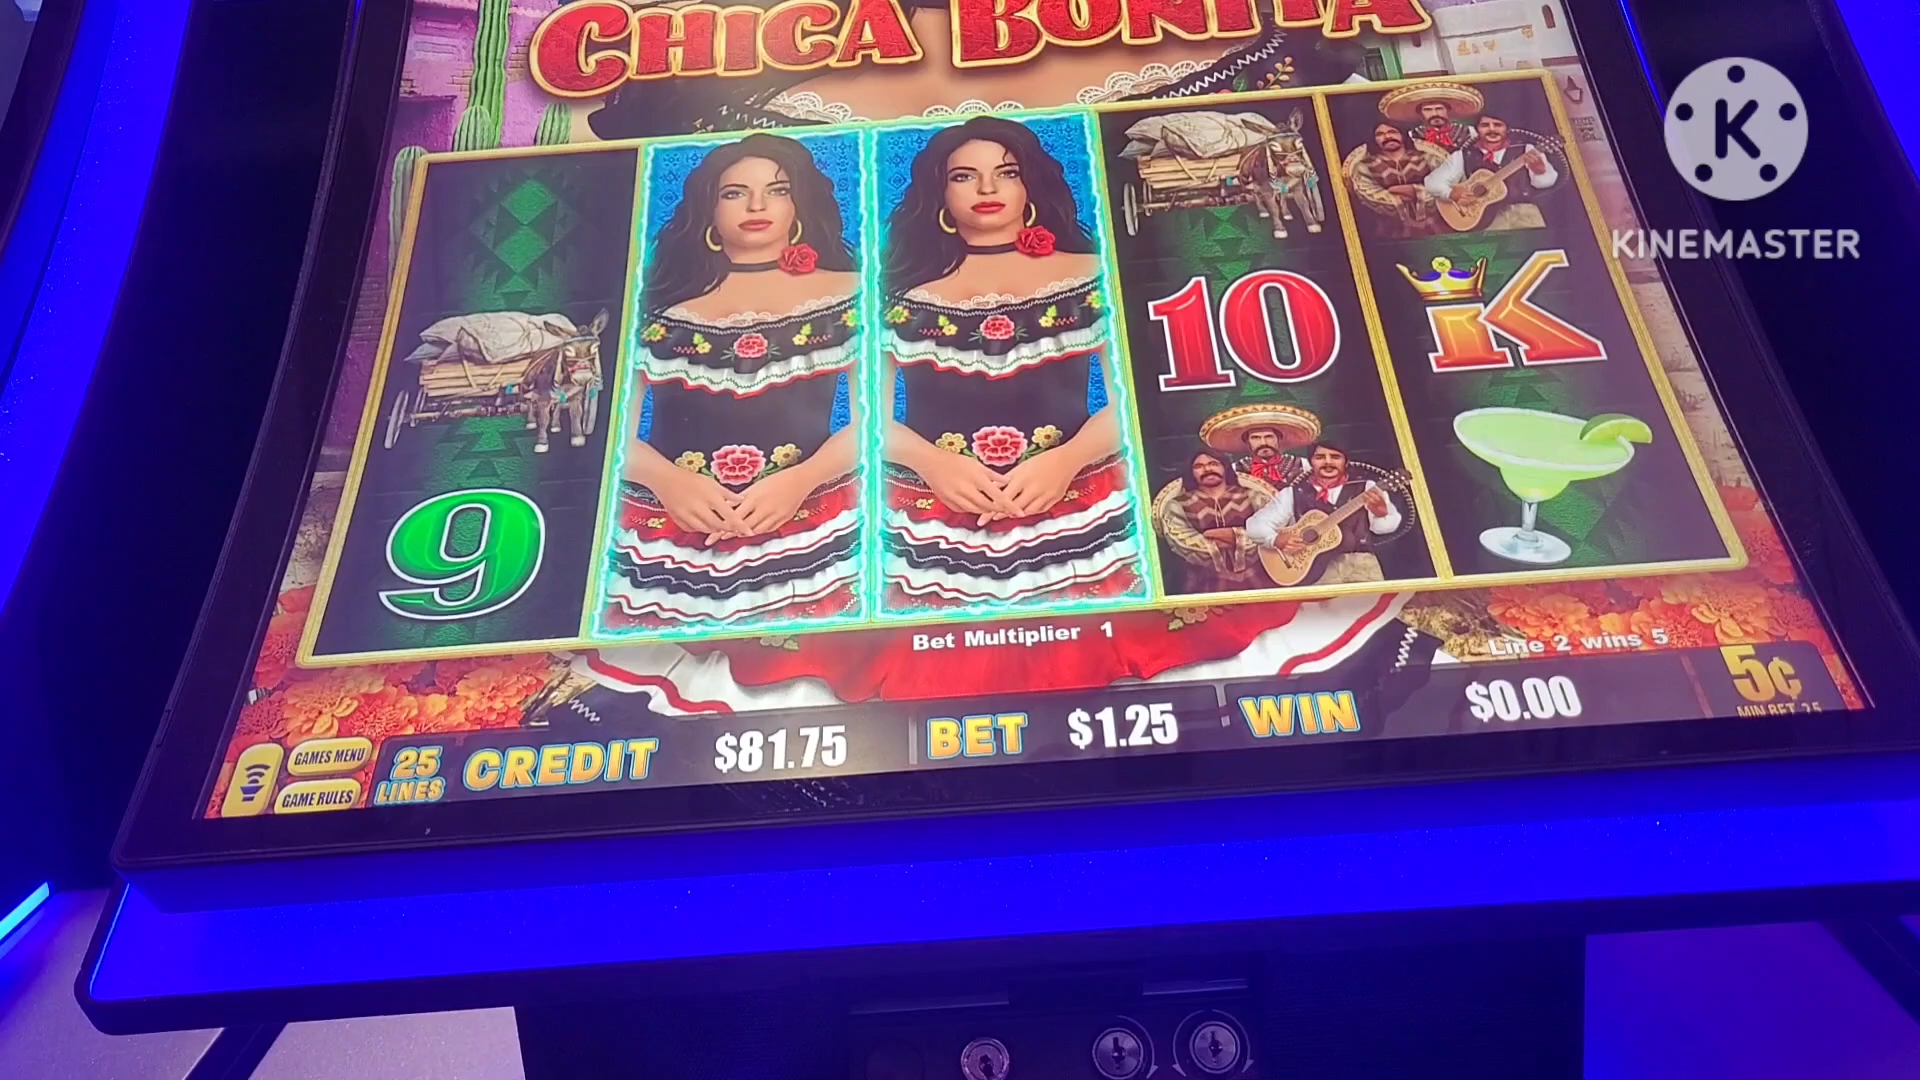 CHICA BONITA
K
KINEMASTER
10
K
9
Bet Multiplier 1
Line 2 wins 5
5¢
GAMES MENU
GAME RULES
25 LINES
CREDIT $81.75
BET $1.25
WIN $0.00